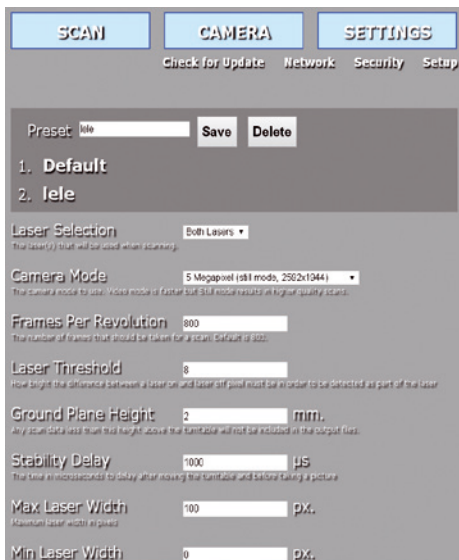 SCAN CAMERA SETTINGS
Check for Update Network Security Setup
Preset lele Save Delete
1. Default
2. lele
Laser Selection Both Lasers
The laser(s) that will be used when scanning.
Camera Mode 5 Megapixel (still mode, 2592x1944)
The camera mode to use. Video mode is faster but Still mode results in higher quality scans.
Frames Per Revolution 800
The number of frames that should be taken for a scan. Default is 800.
Laser Threshold 8
How bright the difference between a laser on and laser off pixel must be in order to be detected as part of the laser
Ground Plane Height 2 mm.
Any scan data less than this height above the turntable will not be included in the output files.
Stability Delay 1000 µs
The time in microseconds to delay after moving the turntable and before taking a picture
Max Laser Width 100 px.
Maximum laser width in pixels
Min Laser Width 0 px.